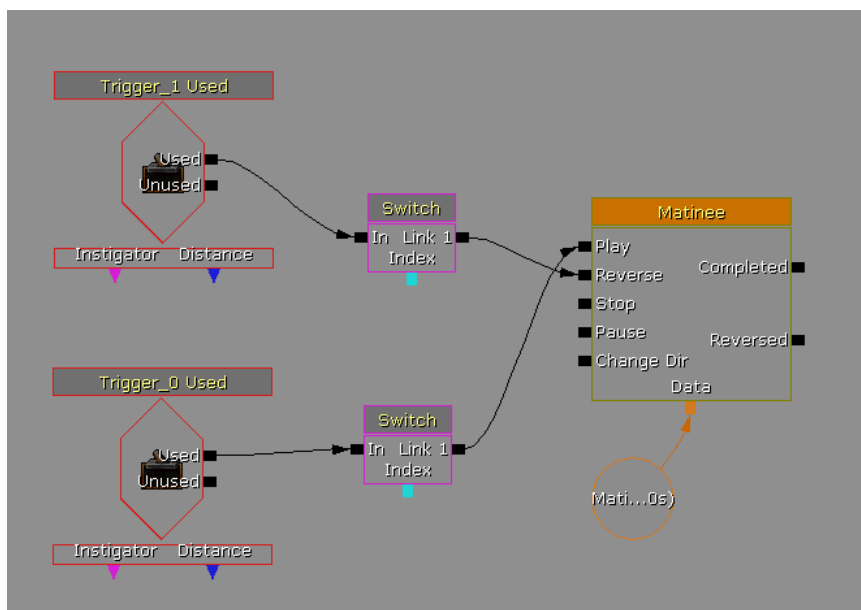 Trigger_1 Used
Used
Unused
Instigator Distance
Switch
In Link 1
Index
Matinee
Play
Reverse
Stop
Pause
Change Dir
Completed
Reversed
Data
Mati...0s)
Trigger_0 Used
Used
Unused
Instigator Distance
Switch
In Link 1
Index